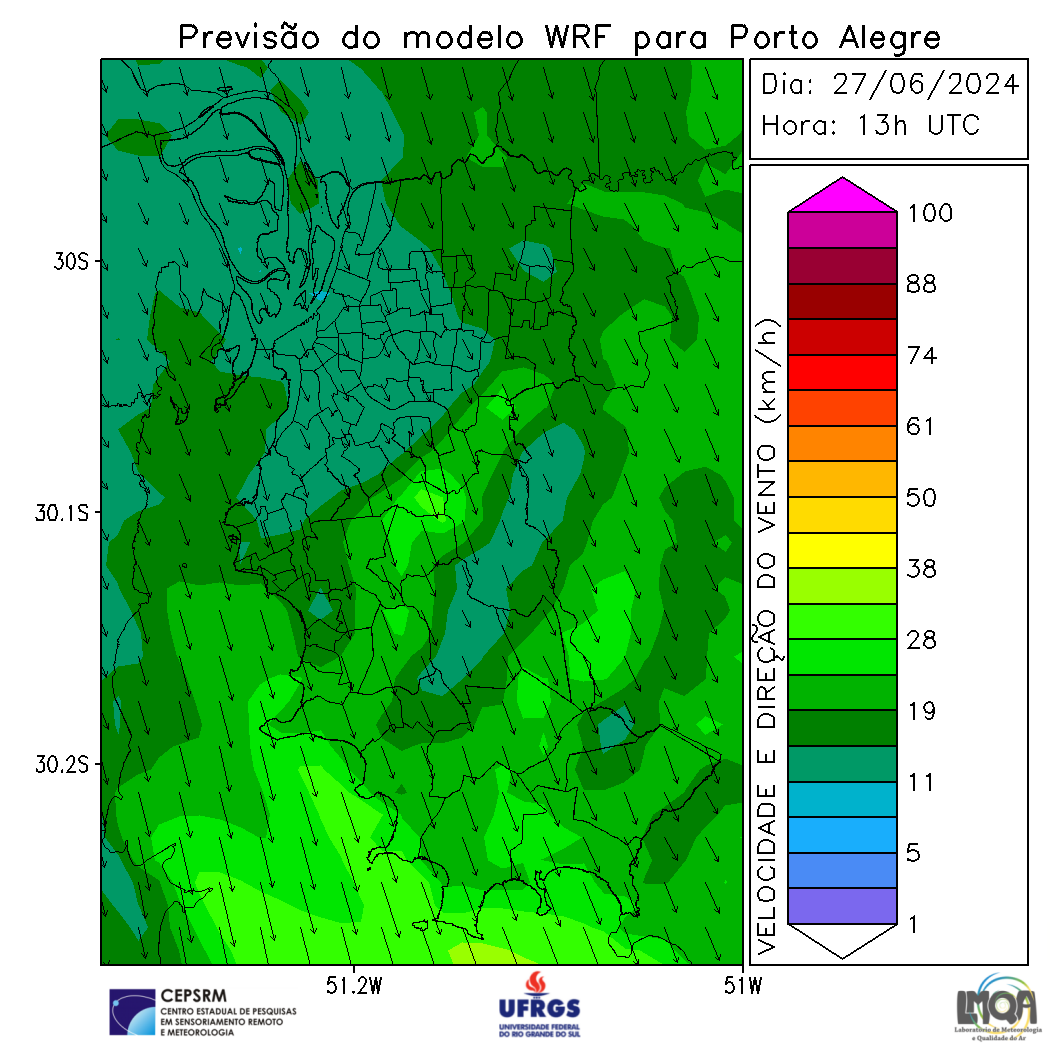 Previsão do modelo WRF para Porto Alegre
Dia: 27/06/2024
Hora: 13h UTC
30S
30.1S
30.2S
51.2W
51W
VELOCIDADE E DIREÇÃO DO VENTO (km/h)
100
88
74
61
50
38
28
19
11
5
1
CEPSRM
CENTRO ESTADUAL DE PESQUISAS
EM SENSORIAMENTO REMOTO
E METEOROLOGIA
UFRGS
UNIVERSIDADE FEDERAL
DO RIO GRANDE DO SUL
LMQA
Laboratório de Meteorologia
e Qualidade do Ar